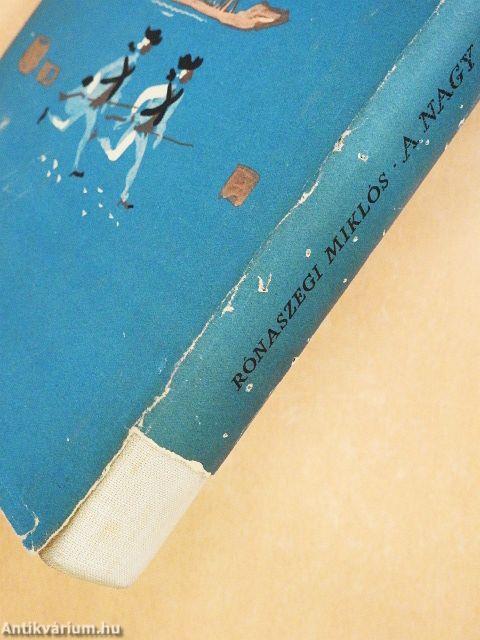 RÓNASZEGI MIKLÓS · A NAGY
Antikvárium.hu